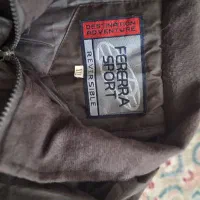 DESTINATION
ADVENTURE
FERERRA
SPORT
REVERSIBLE